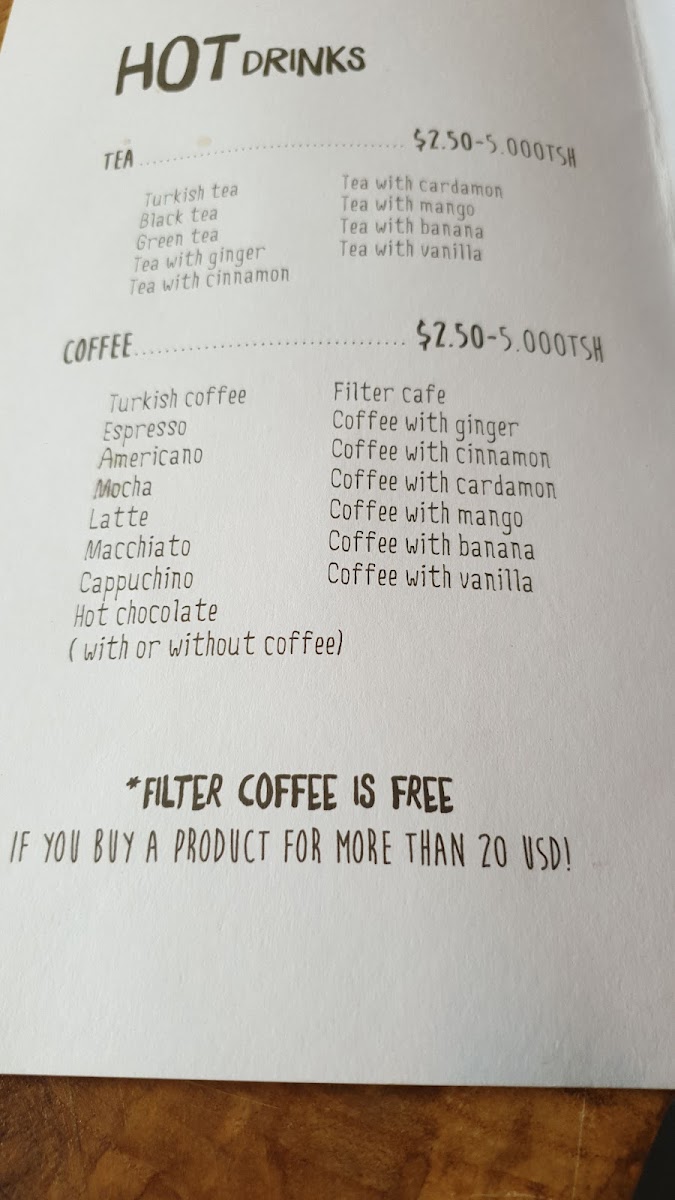 HOT DRINKS
TEA.................................$2.50-5.000TSH
Turkish tea
Black tea
Green tea
Tea with ginger
Tea with cinnamon
Tea with cardamon
Tea with mango
Tea with banana
Tea with vanilla
COFFEE.................................$2.50-5.000TSH
Turkish coffee
Espresso
Americano
Mocha
Latte
Macchiato
Cappuchino
Hot chocolate
( with or without coffee)
Filter cafe
Coffee with ginger
Coffee with cinnamon
Coffee with cardamon
Coffee with mango
Coffee with banana
Coffee with vanilla
*FILTER COFFEE IS FREE
IF YOU BUY A PRODUCT FOR MORE THAN 20 USD!